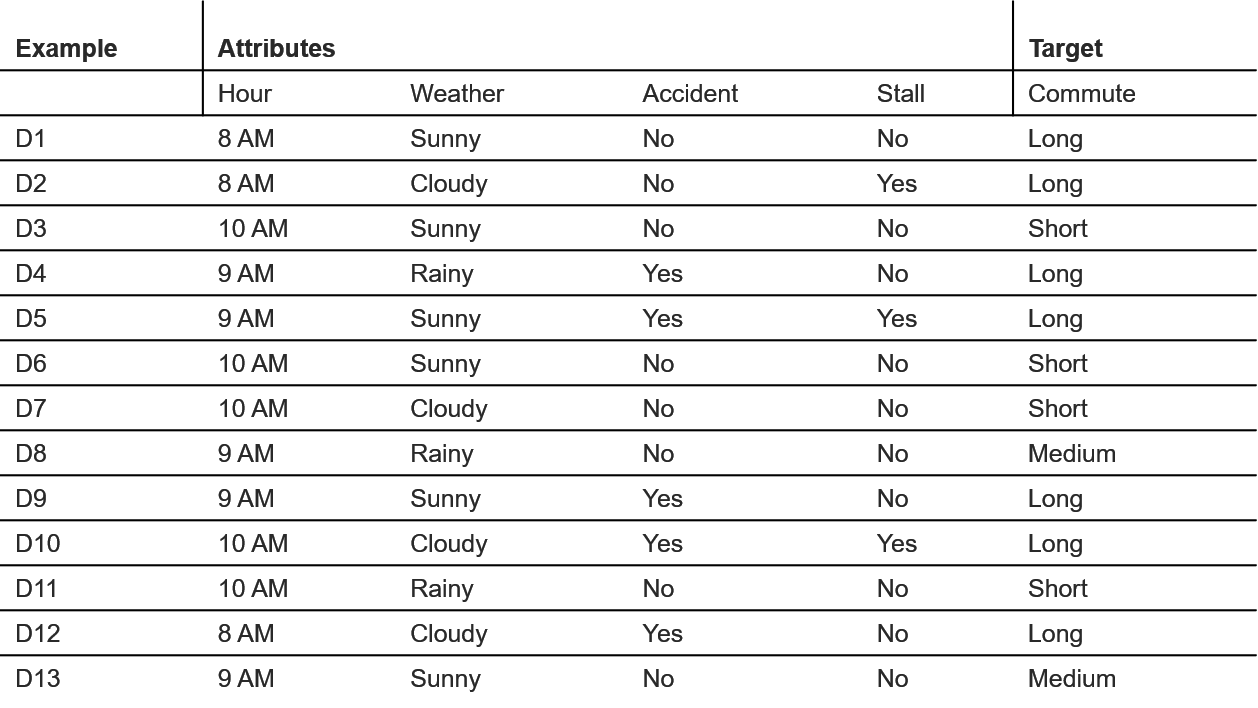 Example Attributes Target
Hour Weather Accident Stall Commute
D1 8 AM Sunny No No Long
D2 8 AM Cloudy No Yes Long
D3 10 AM Sunny No No Short
D4 9 AM Rainy Yes No Long
D5 9 AM Sunny Yes Yes Long
D6 10 AM Sunny No No Short
D7 10 AM Cloudy No No Short
D8 9 AM Rainy No No Medium
D9 9 AM Sunny Yes No Long
D10 10 AM Cloudy Yes Yes Long
D11 10 AM Rainy No No Short
D12 8 AM Cloudy Yes No Long
D13 9 AM Sunny No No Medium